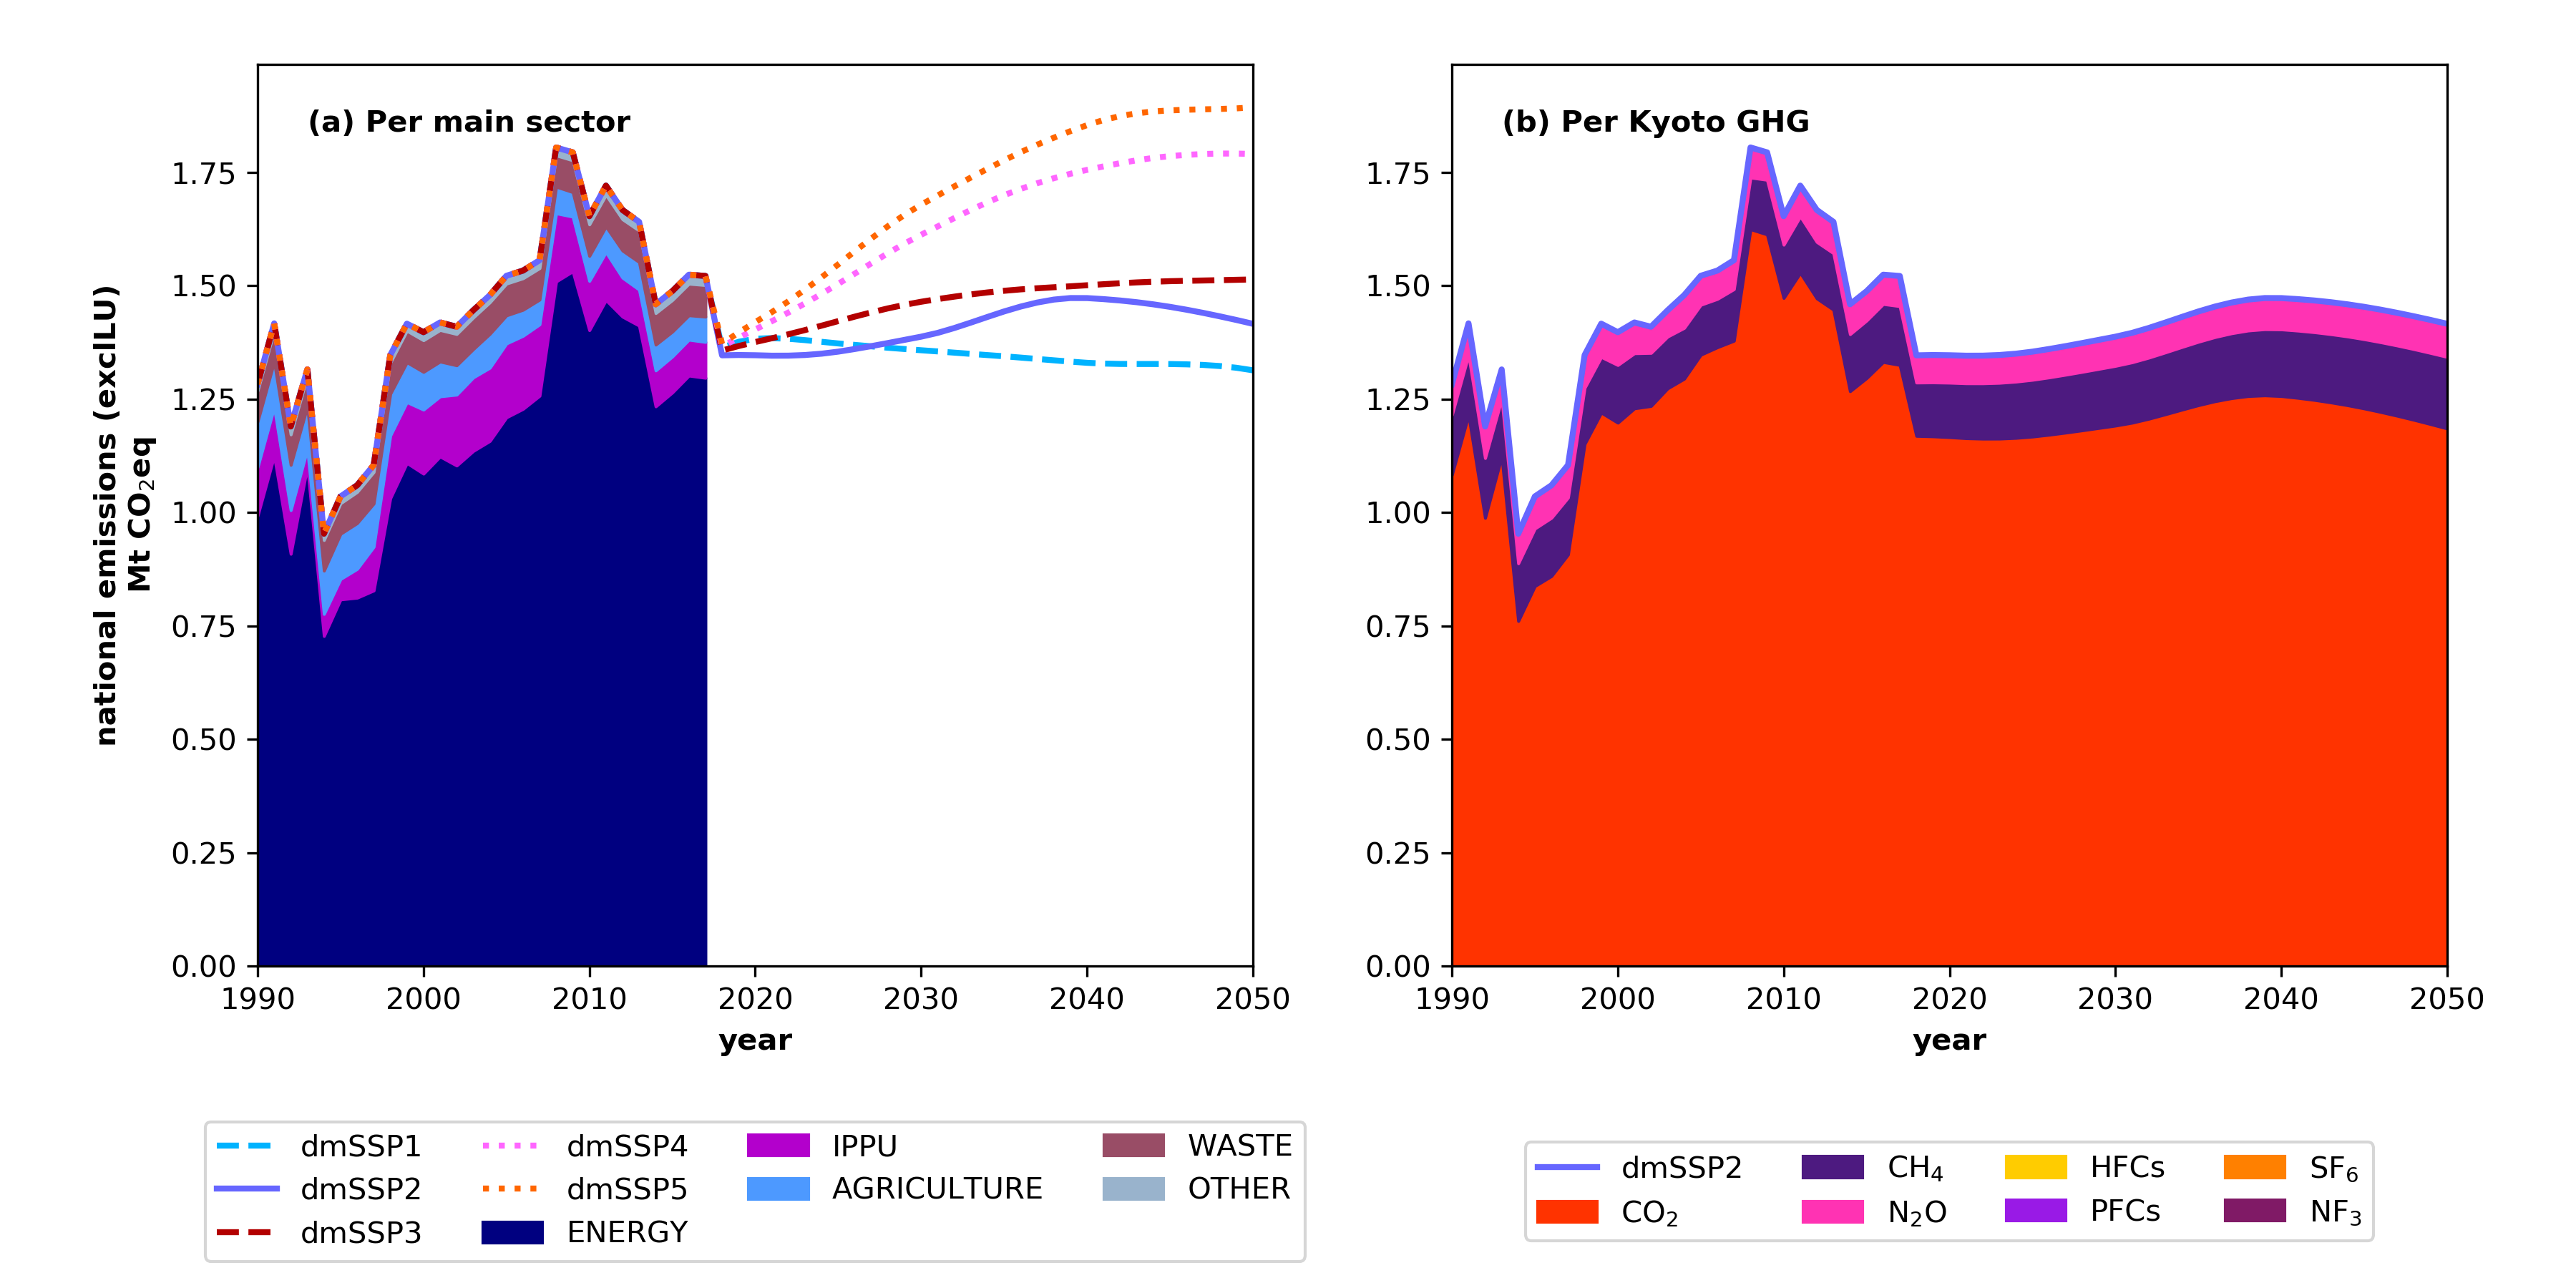 (a) Per main sector
(b) Per Kyoto GHG
national emissions (exclLU)
Mt CO₂eq
1.75
1.50
1.25
1.00
0.75
0.50
0.25
0.00
1990 2000 2010 2020 2030 2040 2050
year
1.75
1.50
1.25
1.00
0.75
0.50
0.25
0.00
1990 2000 2010 2020 2030 2040 2050
year
dmSSP1 dmSSP4 IPPU WASTE
dmSSP2 dmSSP5 AGRICULTURE OTHER
dmSSP3 ENERGY
dmSSP2 CH₄ HFCs SF₆
CO₂ N₂O PFCs NF₃